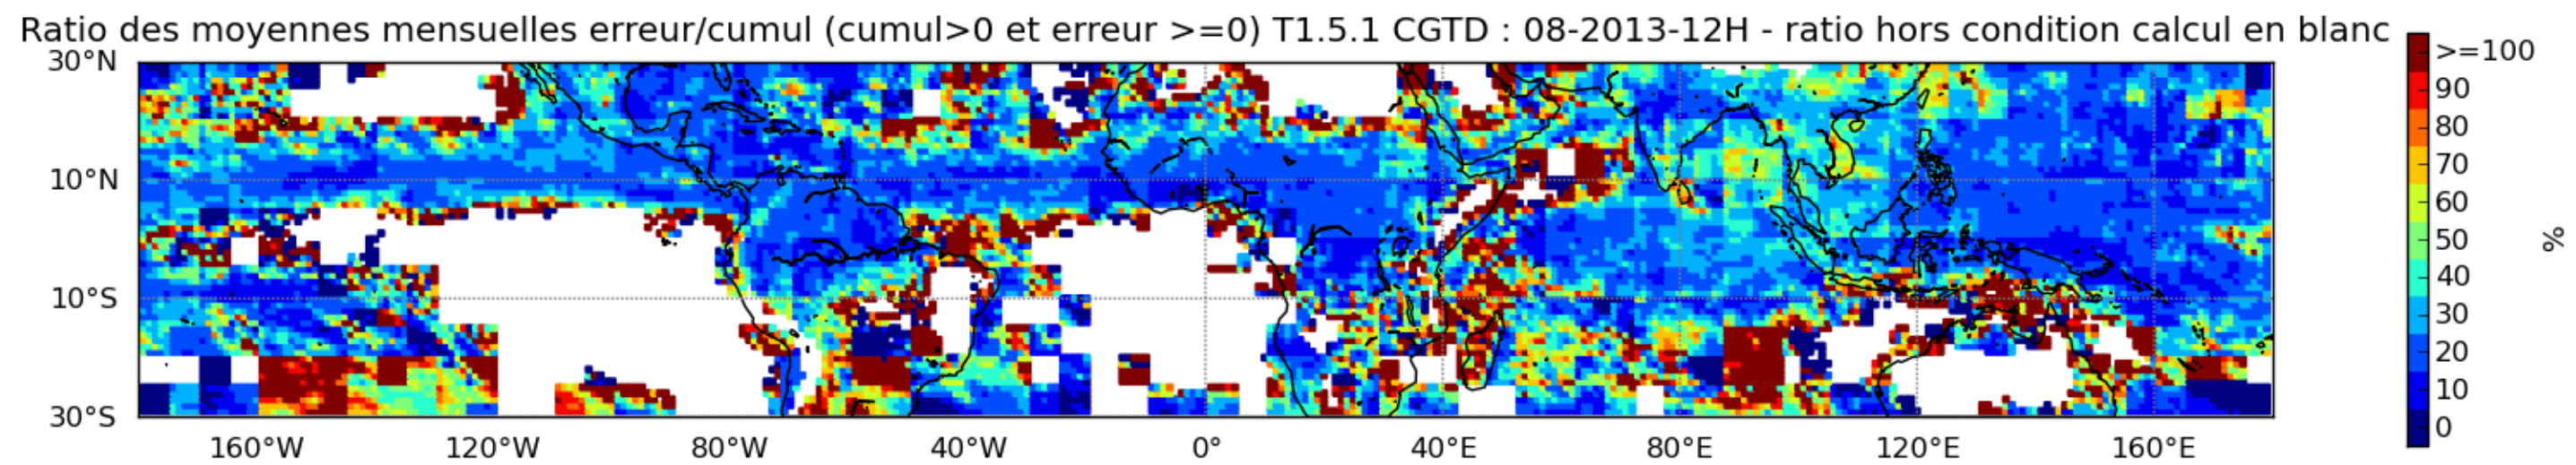 Ratio des moyennes mensuelles erreur/cumul (cumul>0 et erreur >=0) T1.5.1 CGTD : 08-2013-12H - ratio hors condition calcul en blanc
30°N
10°N
10°S
30°S
160°W 120°W 80°W 40°W 0° 40°E 80°E 120°E 160°E
>=100
90
80
70
60
50
40
30
20
10
0
%